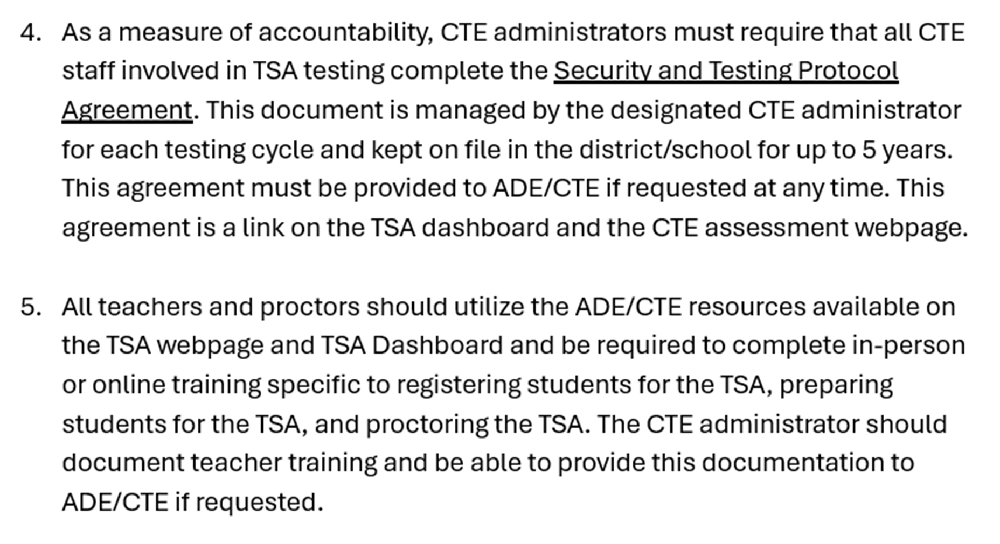 4. As a measure of accountability, CTE administrators must require that all CTE
staff involved in TSA testing complete the Security and Testing Protocol
Agreement. This document is managed by the designated CTE administrator
for each testing cycle and kept on file in the district/school for up to 5 years.
This agreement must be provided to ADE/CTE if requested at any time. This
agreement is a link on the TSA dashboard and the CTE assessment webpage.
5. All teachers and proctors should utilize the ADE/CTE resources available on
the TSA webpage and TSA Dashboard and be required to complete in-person
or online training specific to registering students for the TSA, preparing
students for the TSA, and proctoring the TSA. The CTE administrator should
document teacher training and be able to provide this documentation to
ADE/CTE if requested.